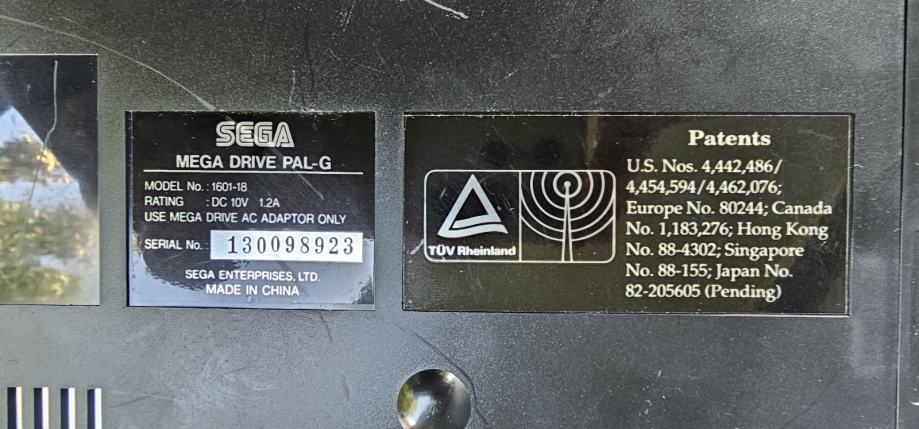 SEGA
MEGA DRIVE PAL-G
MODEL No. : 1601-18
RATING : DC 10V 1.2A
USE MEGA DRIVE AC ADAPTOR ONLY
SERIAL No. 130098923
SEGA ENTERPRISES, LTD.
MADE IN CHINA
TÜV Rheinland
Patents
U.S. Nos. 4,442,486/
4,454,594/4,462,076;
Europe No. 80244; Canada
No. 1,183,276; Hong Kong
No. 88-4302; Singapore
No. 88-155; Japan No.
82-205605 (Pending)